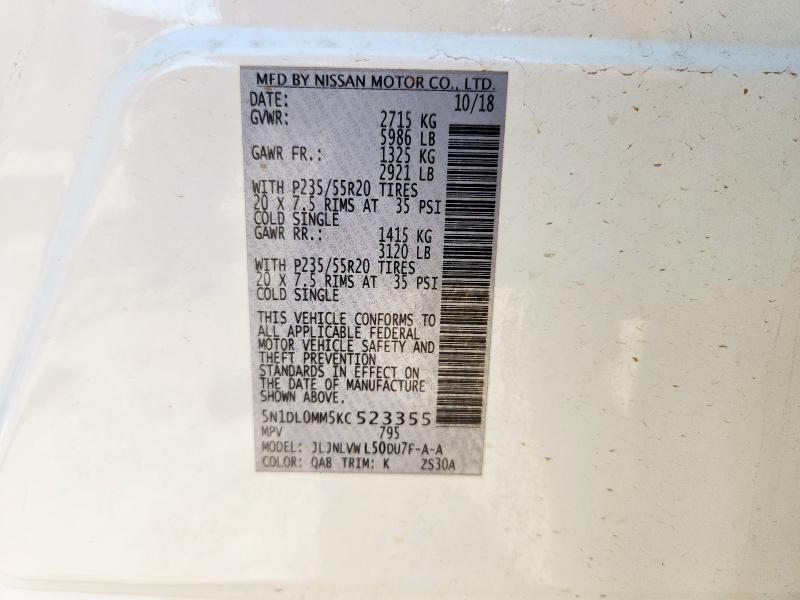 MFD BY NISSAN MOTOR CO., LTD.
DATE: 10/18
GVWR: 2715 KG
5986 LB
GAWR FR.: 1325 KG
2921 LB
WITH P235/55R20 TIRES
20 X 7.5 RIMS AT 35 PSI
COLD SINGLE
GAWR RR.: 1415 KG
3120 LB
WITH P235/55R20 TIRES
20 X 7.5 RIMS AT 35 PSI
COLD SINGLE
THIS VEHICLE CONFORMS TO
ALL APPLICABLE FEDERAL
MOTOR VEHICLE SAFETY AND
THEFT PREVENTION
STANDARDS IN EFFECT ON
THE DATE OF MANUFACTURE
SHOWN ABOVE.
5N1DL0MM5KC523355
MPV 795
MODEL: JLJNLVWL50DU7F-A-A
COLOR: QAB TRIM: K ZS30A